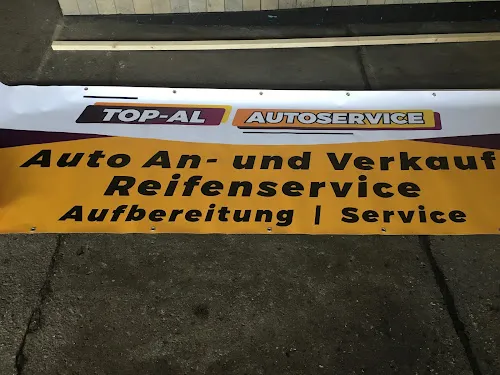 TOP-AL AUTOSERVICE
Auto An- und Verkauf
Reifenservice
Aufbereitung | Service